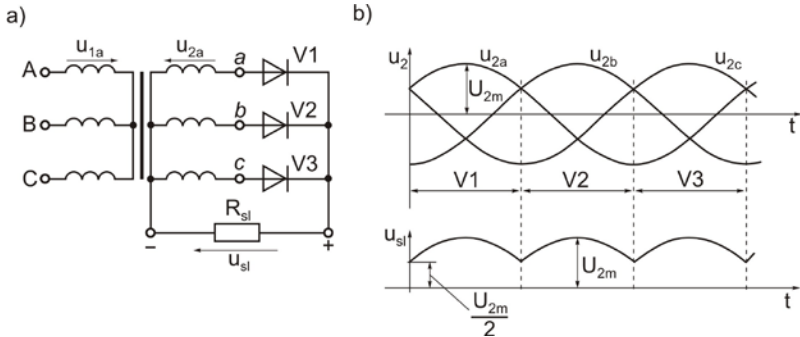 a)
u1a
u2a
a
V1
A
B
b
V2
C
c
V3
Rsl
−
+
usl
b)
u2
u2a
u2b
u2c
U2m
t
V1
V2
V3
usl
U2m
t
U2m
2